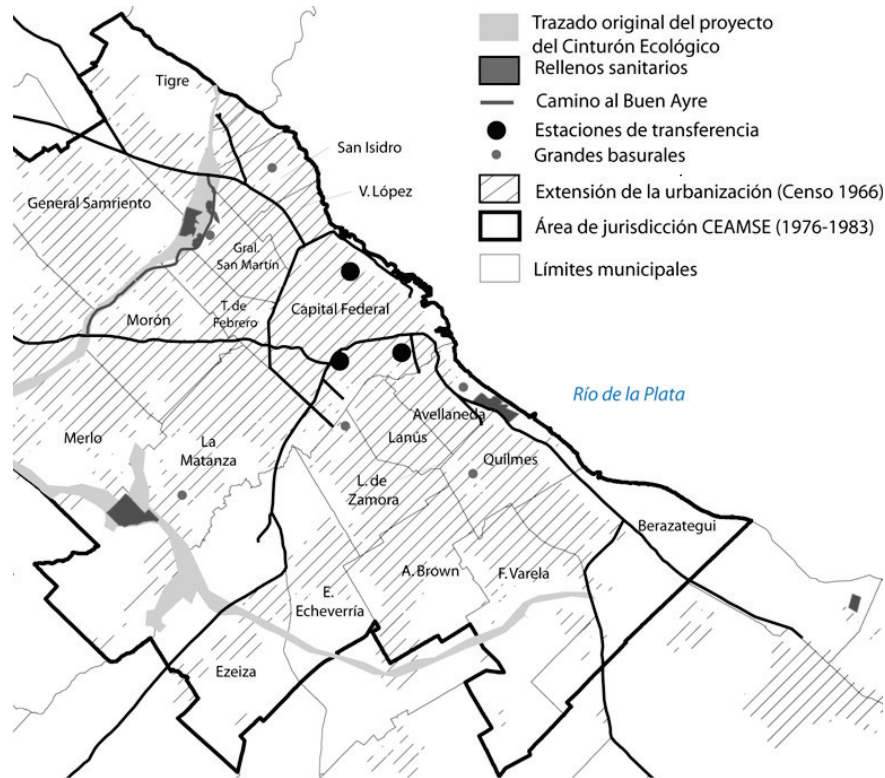 Trazado original del proyecto
del Cinturón Ecológico
Rellenos sanitarios
Camino al Buen Ayre
Estaciones de transferencia
Grandes basurales
Extensión de la urbanización (Censo 1966)
Área de jurisdicción CEAMSE (1976-1983)
Límites municipales
Tigre
San Isidro
V. López
General Samriento
Gral.
San Martín
Capital Federal
T. de
Febrero
Morón
Río de la Plata
Avellaneda
Merlo
La
Matanza
Lanús
Quilmes
L. de
Zamora
Berazategui
A. Brown
F. Varela
E.
Echeverría
Ezeiza